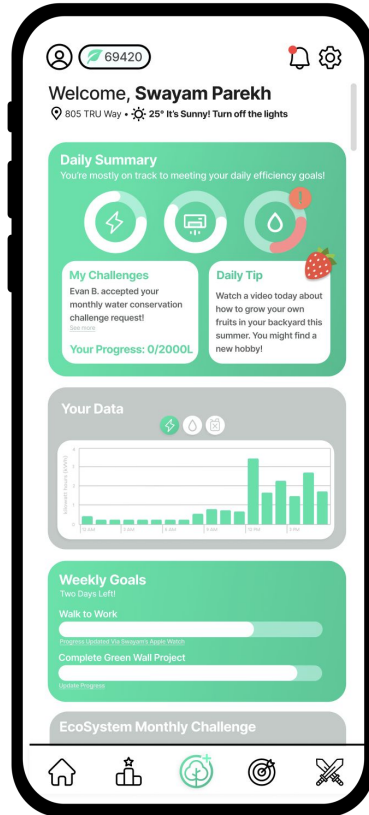 69420
Welcome, Swayam Parekh
805 TRU Way • 25° It's Sunny! Turn off the lights
Daily Summary
You're mostly on track to meeting your daily efficiency goals!
My Challenges
Evan B. accepted your
monthly water conservation
challenge request!
See more
Your Progress: 0/2000L
Daily Tip
Watch a video today about
how to grow your own
fruits in your backyard this
summer. You might find a
new hobby!
Your Data
Weekly Goals
Two Days Left!
Walk to Work
Progress Updated Via Swayam's Apple Watch
Complete Green Wall Project
Update Progress
EcoSystem Monthly Challenge